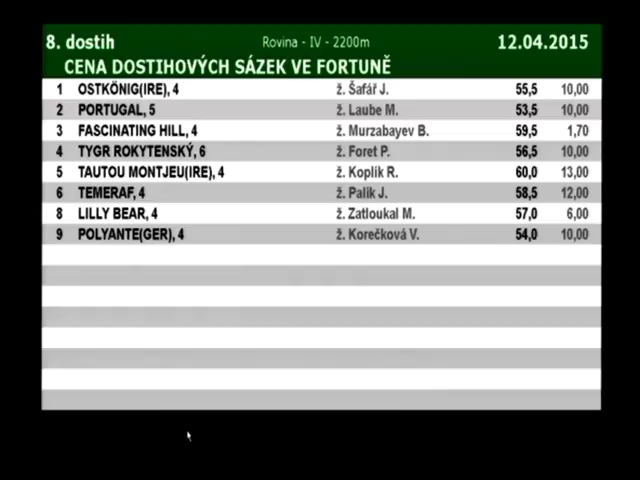 8. dostih Rovina - IV - 2200m 12.04.2015
CENA DOSTIHOVÝCH SÁZEK VE FORTUNĚ
1 OSTKÖNIG(IRE), 4 ž. Šafář J. 55,5 10,00
2 PORTUGAL, 5 ž. Laube M. 53,5 10,00
3 FASCINATING HILL, 4 ž. Murzabayev B. 59,5 1,70
4 TYGR ROKYTENSKÝ, 6 ž. Foret P. 56,5 10,00
5 TAUTOU MONTJEU(IRE), 4 ž. Koplík R. 60,0 13,00
6 TEMERAF, 4 ž. Palik J. 58,5 12,00
8 LILLY BEAR, 4 ž. Zatloukal M. 57,0 6,00
9 POLYANTE(GER), 4 ž. Korečková V. 54,0 10,00